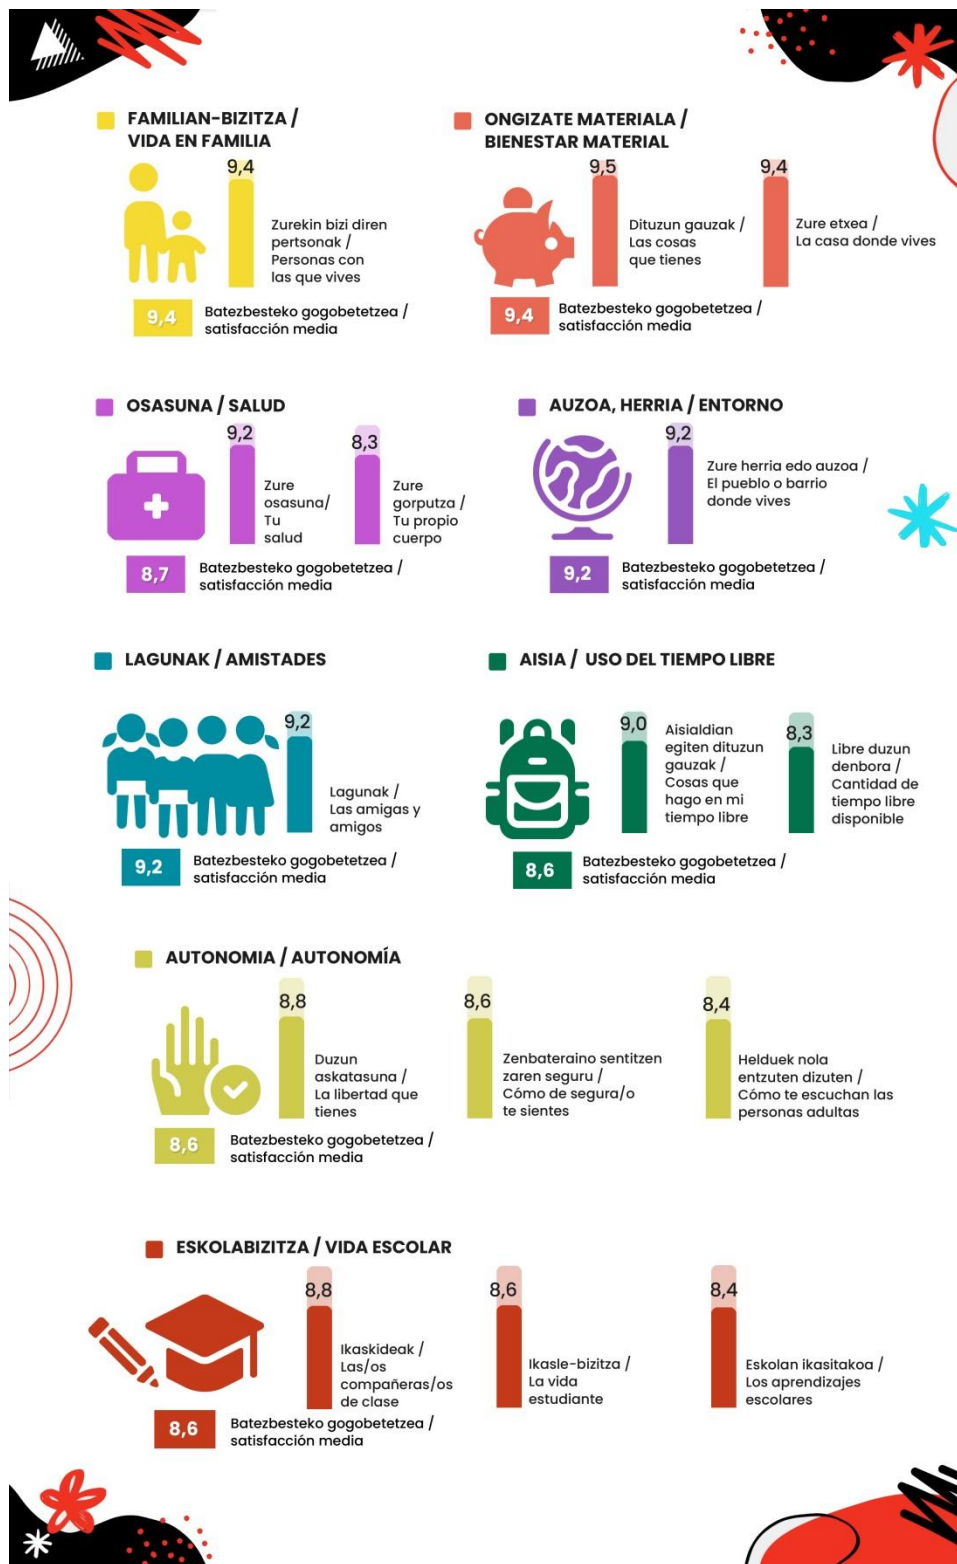 FAMILIAN-BIZITZA /
VIDA EN FAMILIA
9,4
Zurekin bizi diren
pertsonak /
Personas con
las que vives
9,4
Batezbesteko gogobetetzea /
satisfacción media
ONGIZATE MATERIALA /
BIENESTAR MATERIAL
9,5
Dituzun gauzak /
Las cosas
que tienes
9,4
Zure etxea /
La casa donde vives
9,4
Batezbesteko gogobetetzea /
satisfacción media
OSASUNA / SALUD
9,2
Zure
osasuna/
Tu
salud
8,3
Zure
gorputza /
Tu propio
cuerpo
8,7
Batezbesteko gogobetetzea /
satisfacción media
AUZOA, HERRIA / ENTORNO
9,2
Zure herria edo auzoa /
El pueblo o barrio
donde vives
9,2
Batezbesteko gogobetetzea /
satisfacción media
LAGUNAK / AMISTADES
9,2
Lagunak /
Las amigas y
amigos
9,2
Batezbesteko gogobetetzea /
satisfacción media
AISIA / USO DEL TIEMPO LIBRE
9,0
Aisialdian
egiten dituzun
gauzak /
Cosas que
hago en mi
tiempo libre
8,3
Libre duzun
denbora /
Cantidad de
tiempo libre
disponible
8,6
Batezbesteko gogobetetzea /
satisfacción media
AUTONOMIA / AUTONOMÍA
8,8
Duzun
askatasuna /
La libertad que
tienes
8,6
Zenbateraino sentitzen
zaren seguru /
Cómo de segura/o
te sientes
8,4
Helduek nola
entzuten dizuten /
Cómo te escuchan las
personas adultas
8,6
Batezbesteko gogobetetzea /
satisfacción media
ESKOLABIZITZA / VIDA ESCOLAR
8,8
Ikaskideak /
Las/os
compañeras/os
de clase
8,6
Ikasle-bizitza /
La vida
estudiante
8,4
Eskolan ikasitakoa /
Los aprendizajes
escolares
8,6
Batezbesteko gogobetetzea /
satisfacción media